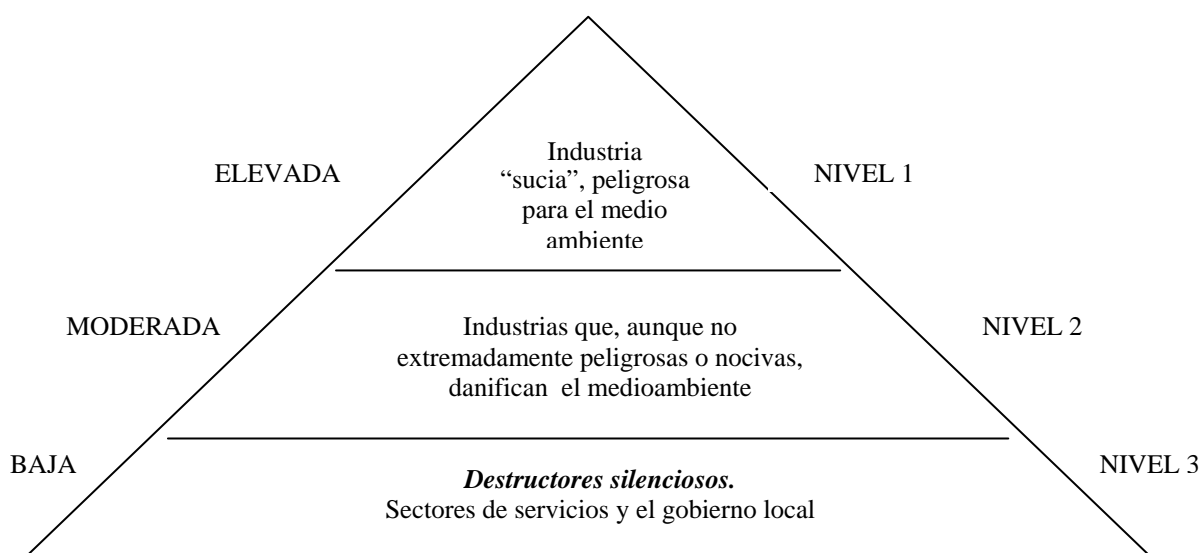 ELEVADA
Industria
“sucia”, peligrosa
para el medio
ambiente
NIVEL 1
MODERADA
Industrias que, aunque no
extremadamente peligrosas o nocivas,
danifican el medioambiente
NIVEL 2
BAJA
Destructores silenciosos.
Sectores de servicios y el gobierno local
NIVEL 3